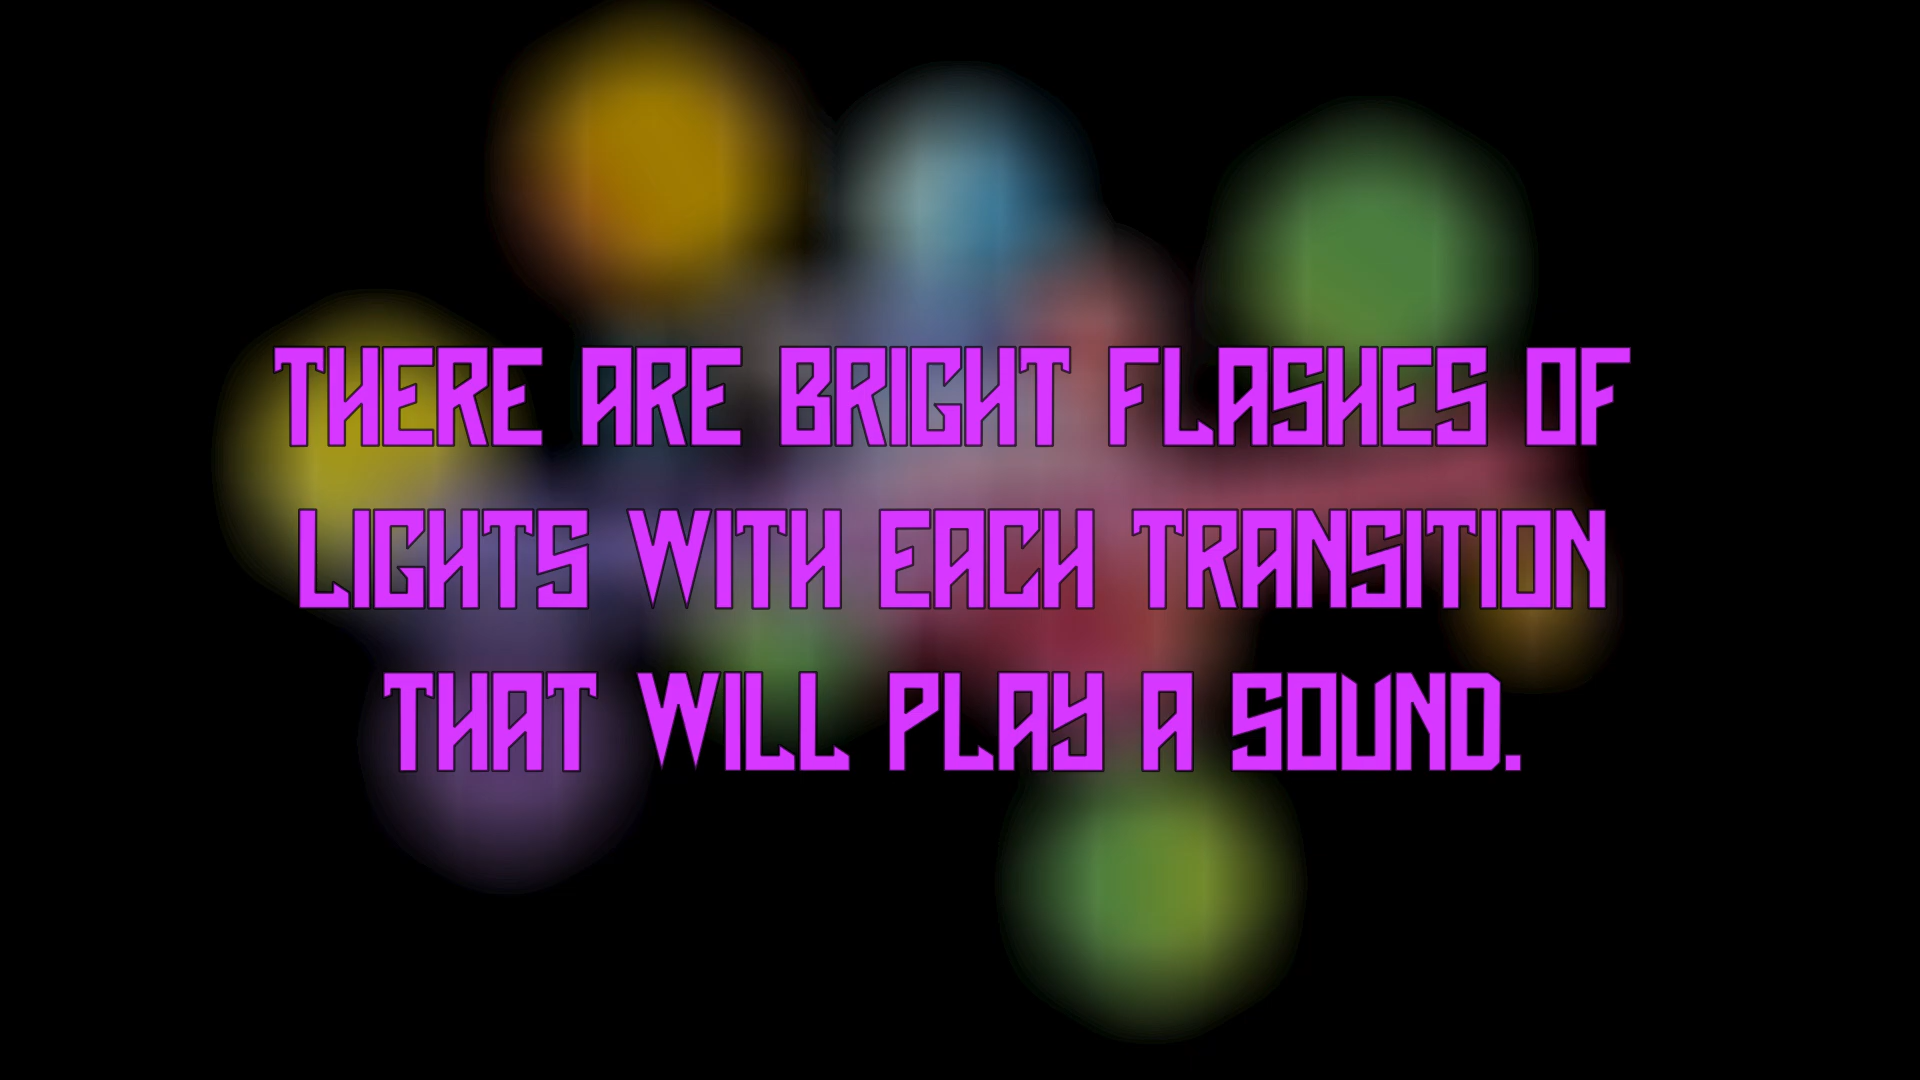 THERE ARE BRIGHT FLASHES OF
LIGHTS WITH EACH TRANSITION
THAT WILL PLAY A SOUND.